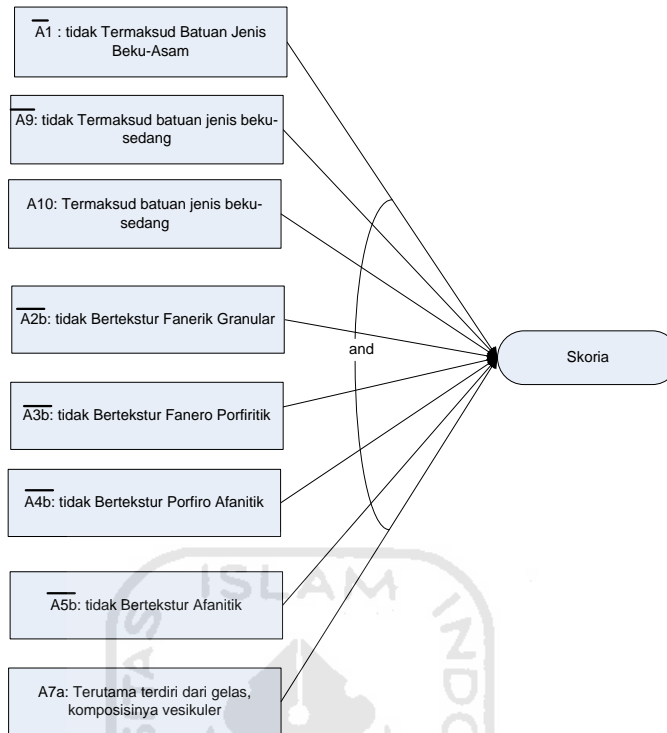 A1 : tidak Termaksud Batuan Jenis
Beku-Asam
A9: tidak Termaksud batuan jenis beku-
sedang
A10: Termaksud batuan jenis beku-
sedang
A2b: tidak Bertekstur Fanerik Granular
A3b: tidak Bertekstur Fanero Porfiritik
A4b: tidak Bertekstur Porfiro Afanitik
A5b: tidak Bertekstur Afanitik
A7a: Terutama terdiri dari gelas,
komposisinya vesikuler
and
Skoria
ISLAM